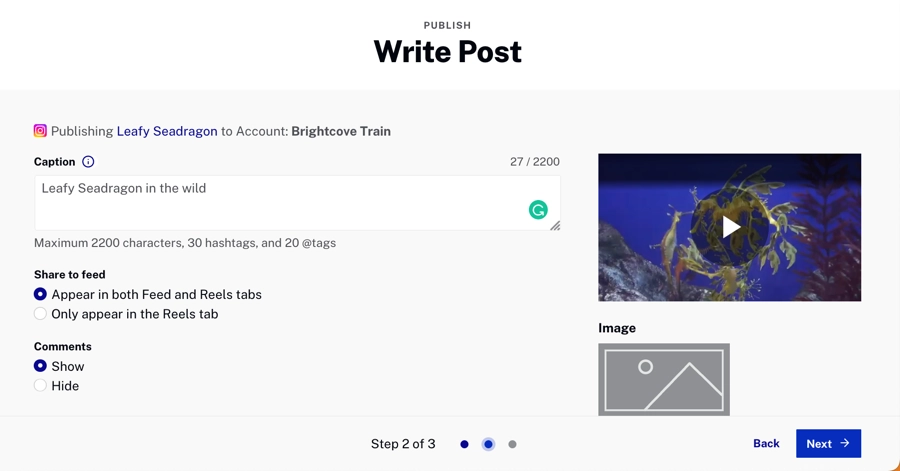 PUBLISH
Write Post
Publishing Leafy Seadragon to Account: Brightcove Train
Caption 27 / 2200
Leafy Seadragon in the wild
Maximum 2200 characters, 30 hashtags, and 20 @tags
Share to feed
Appear in both Feed and Reels tabs
Only appear in the Reels tab
Comments
Show
Hide
Image
Step 2 of 3
Back
Next